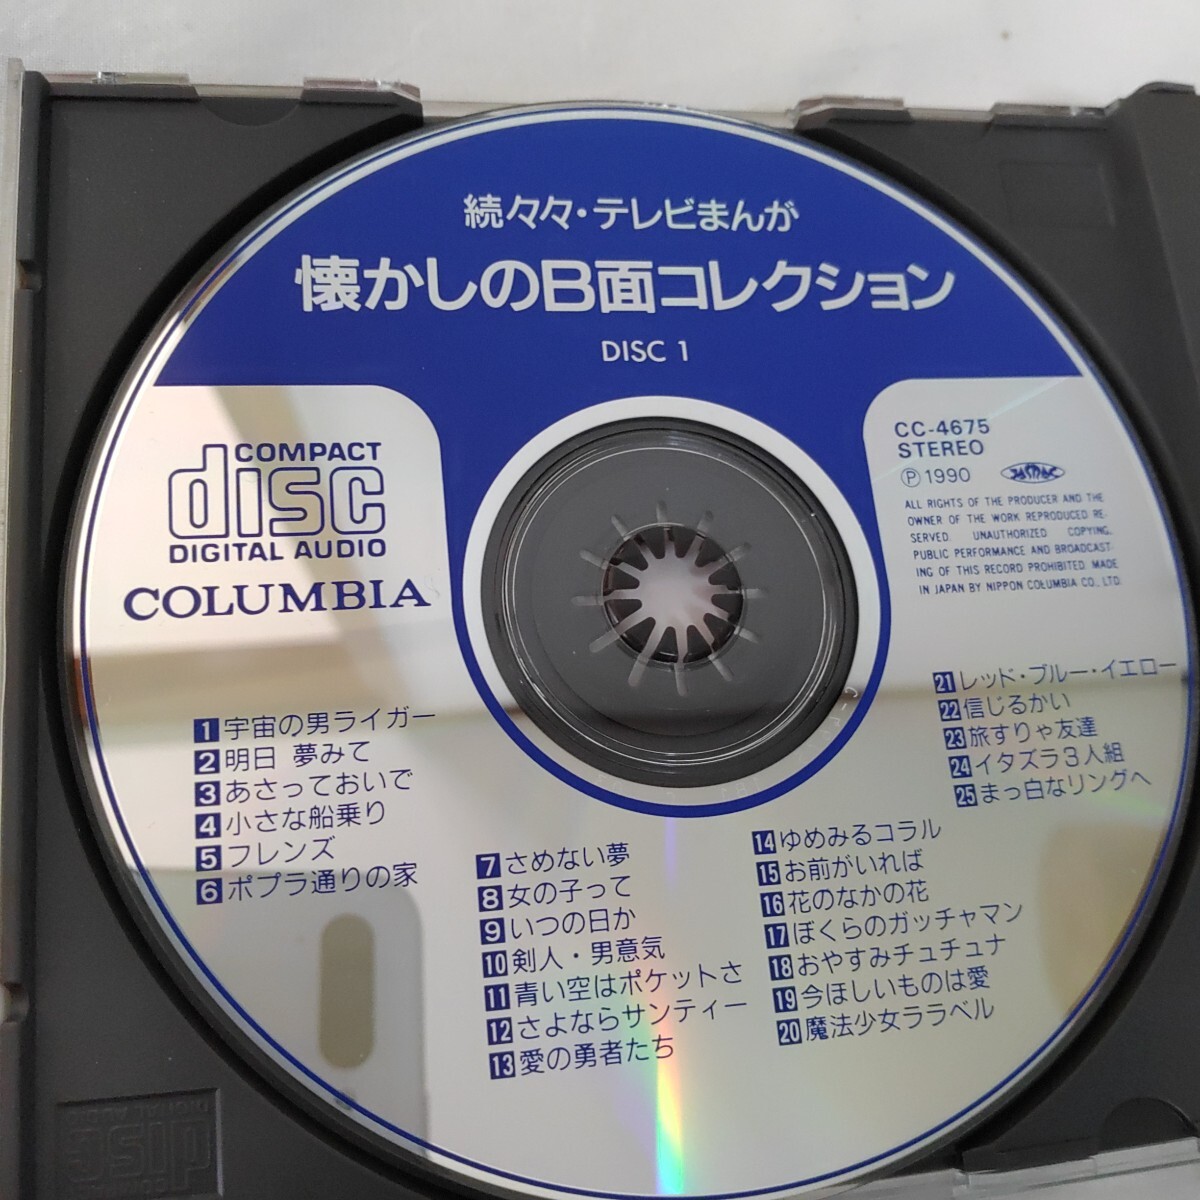 続々々・テレビまんが
懐かしのB面コレクション
DISC 1
COMPACT
disc
DIGITAL AUDIO
COLUMBIA
CC-4675
STEREO
Ⓟ 1990
JASRAC
ALL RIGHTS OF THE PRODUCER AND THE
OWNER OF THE WORK REPRODUCED RE-
SERVED. UNAUTHORIZED COPYING,
PUBLIC PERFORMANCE AND BROADCAST-
ING OF THIS RECORD PROHIBITED. MADE
IN JAPAN BY NIPPON COLUMBIA CO., LTD.
1 宇宙の男ライガー
2 明日 夢みて
3 あさっておいで
4 小さな船乗り
5 フレンズ
6 ポプラ通りの家
7 さめない夢
8 女の子って
9 いつの日か
10 剣人・男意気
11 青い空はポケットさ
12 さよならサンティー
13 愛の勇者たち
14 ゆめみるコラル
15 お前がいれば
16 花のなかの花
17 ぼくらのガッチャマン
18 おやすみチュチュナ
19 今ほしいものは愛
20 魔法少女ララベル
21 レッド・ブルー・イエロー
22 信じるかい
23 旅すりゃ友達
24 イタズラ3人組
25 まっ白なリングへ